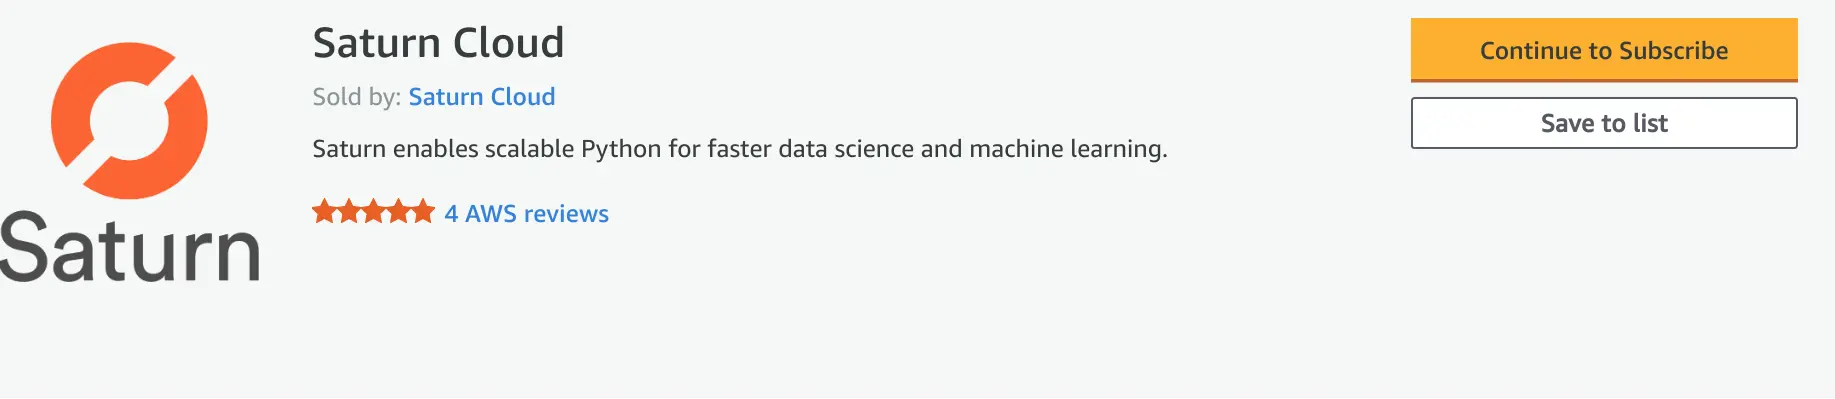 Saturn Cloud
Sold by: Saturn Cloud
Saturn enables scalable Python for faster data science and machine learning.
4 AWS reviews
Saturn
Continue to Subscribe
Save to list